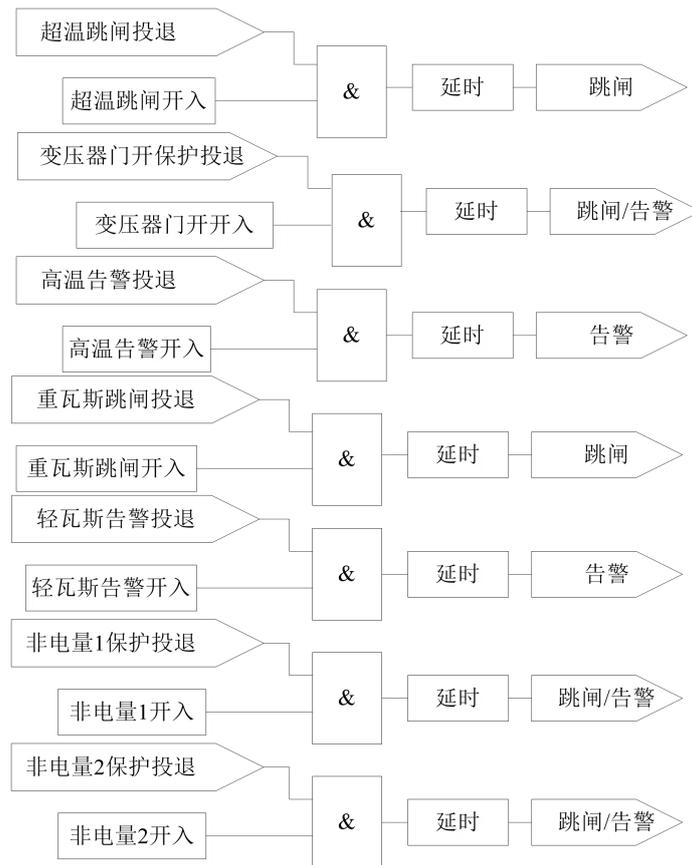 超温跳闸投退
超温跳闸开入
&
延时
跳闸
变压器门开保护投退
变压器门开开入
&
延时
跳闸/告警
高温告警投退
高温告警开入
&
延时
告警
重瓦斯跳闸投退
重瓦斯跳闸开入
&
延时
跳闸
轻瓦斯告警投退
轻瓦斯告警开入
&
延时
告警
非电量1保护投退
非电量1开入
&
延时
跳闸/告警
非电量2保护投退
非电量2开入
&
延时
跳闸/告警